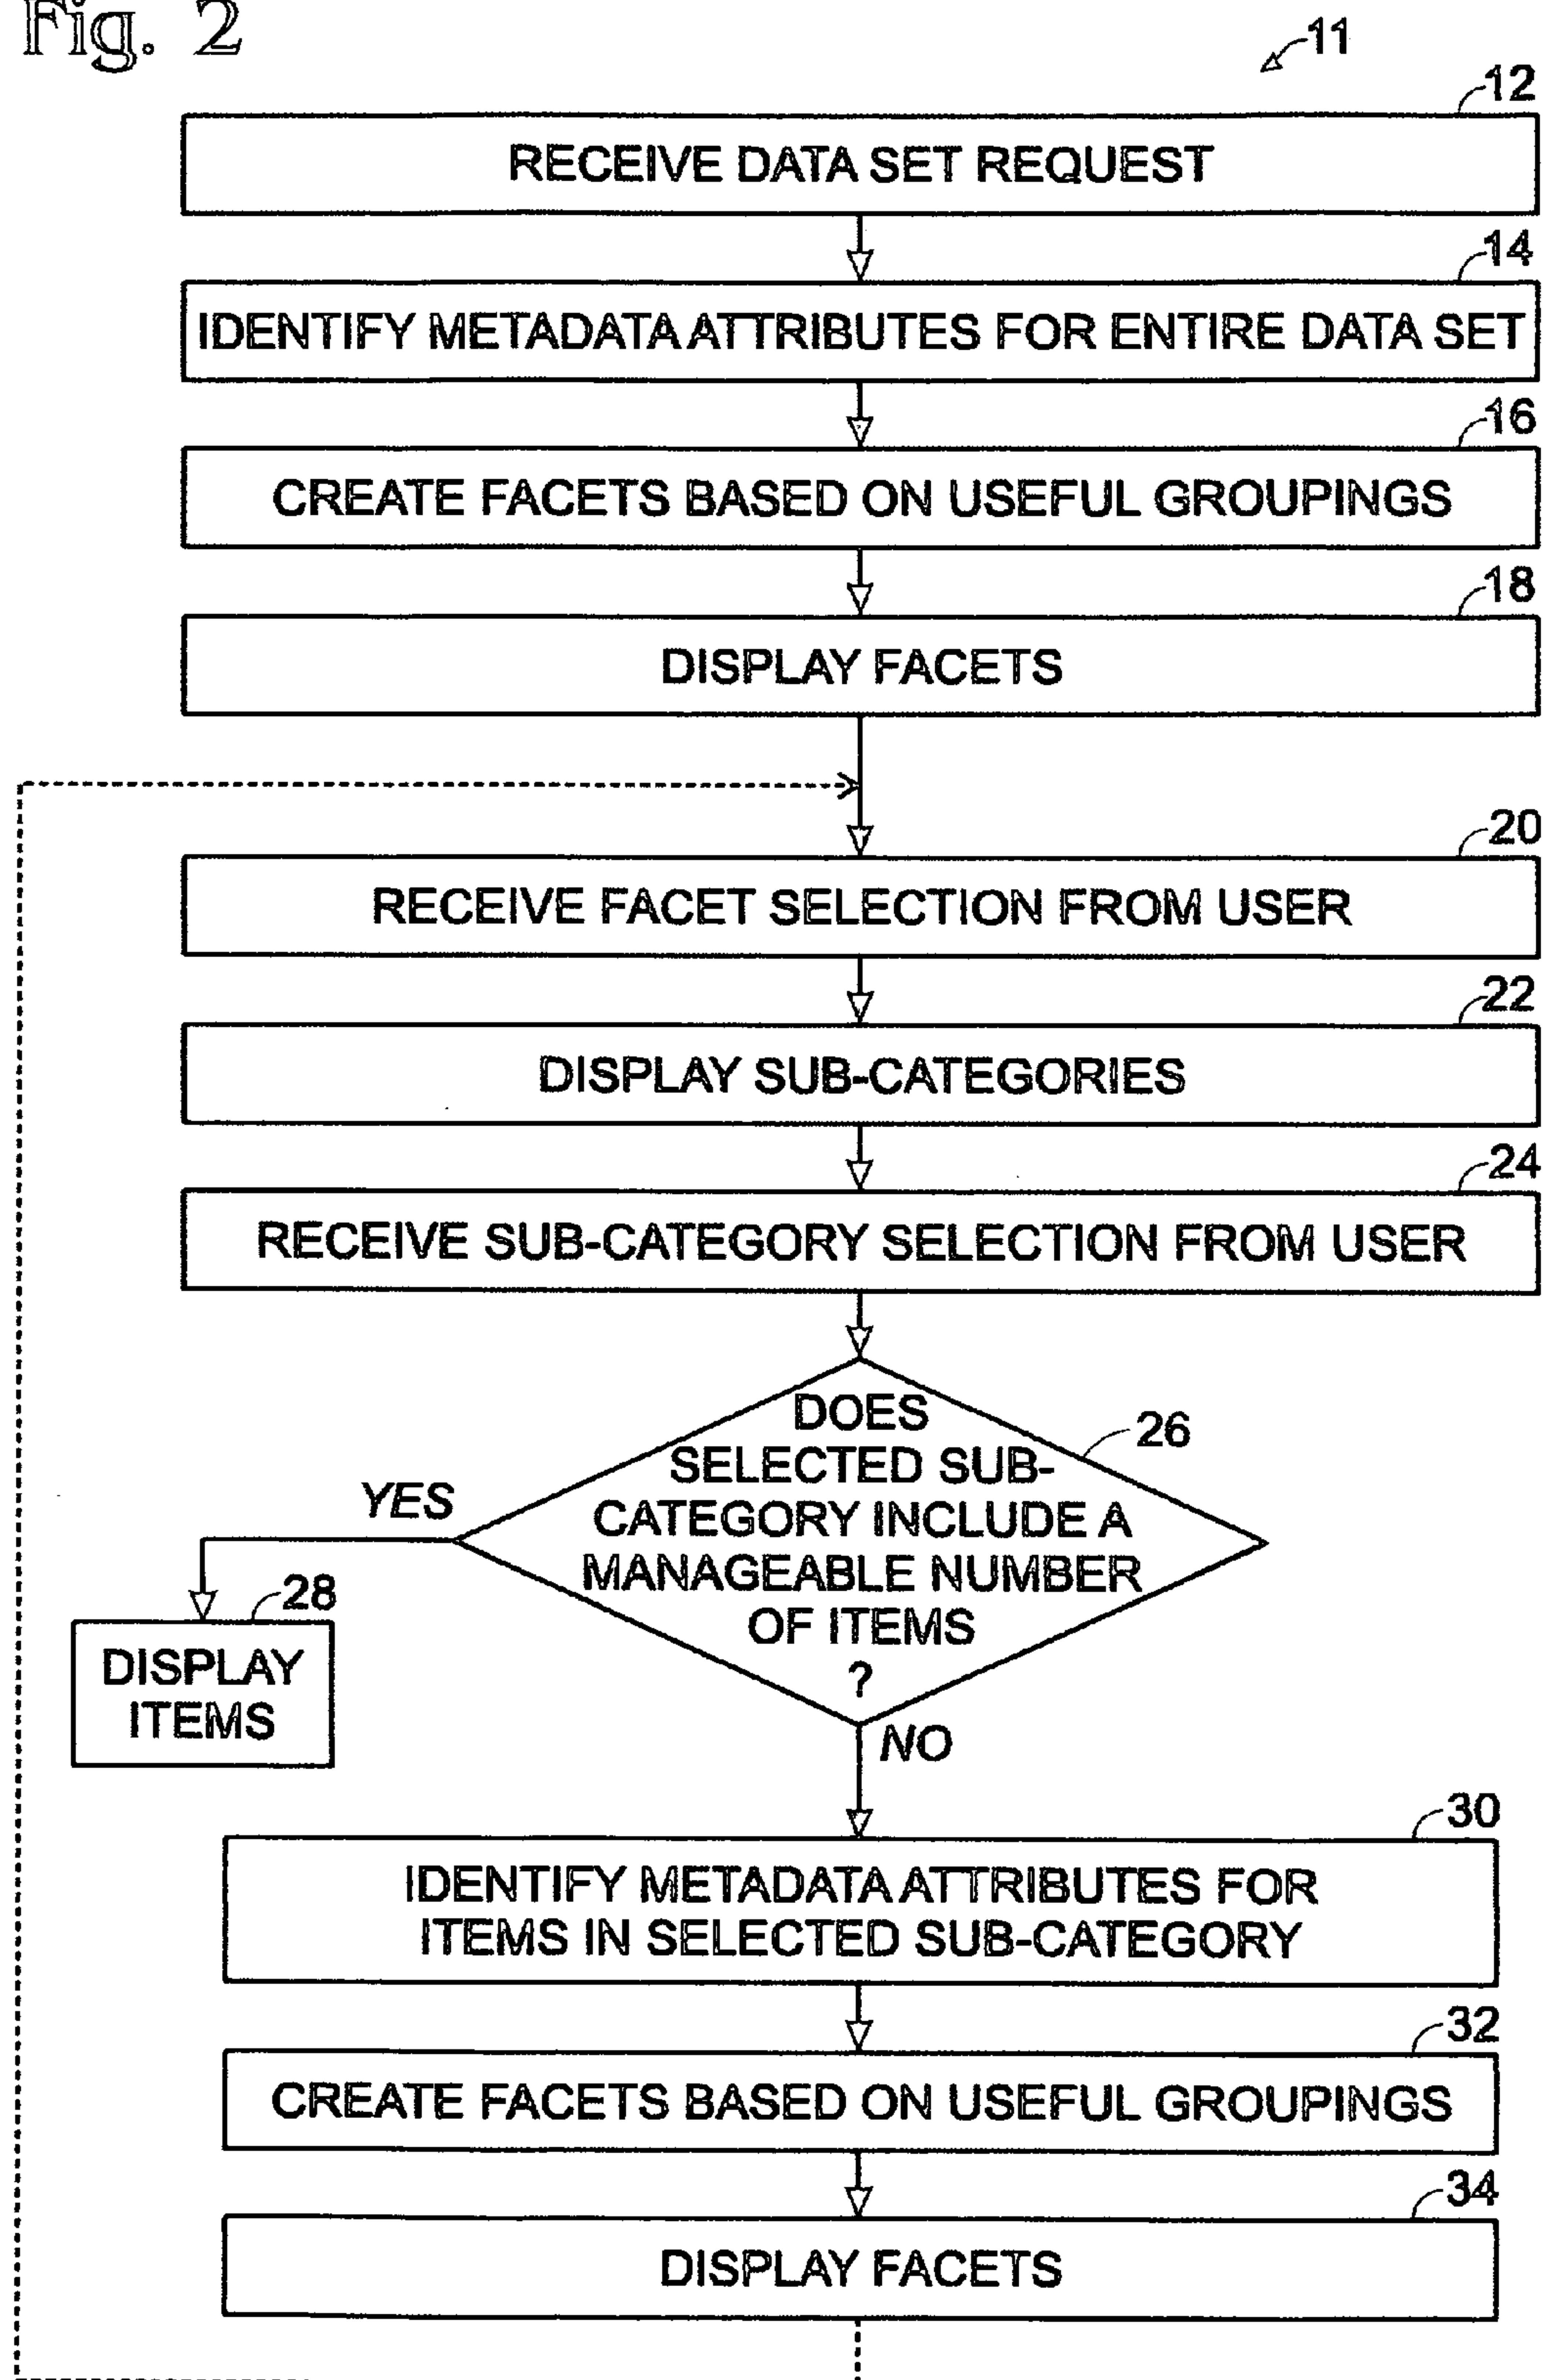 Fig. 2
11
12
RECEIVE DATA SET REQUEST
14
IDENTIFY METADATA ATTRIBUTES FOR ENTIRE DATA SET
16
CREATE FACETS BASED ON USEFUL GROUPINGS
18
DISPLAY FACETS
20
RECEIVE FACET SELECTION FROM USER
22
DISPLAY SUB-CATEGORIES
24
RECEIVE SUB-CATEGORY SELECTION FROM USER
26
DOES
SELECTED SUB-
CATEGORY INCLUDE A
MANAGEABLE NUMBER
OF ITEMS
?
YES
28
DISPLAY
ITEMS
NO
30
IDENTIFY METADATA ATTRIBUTES FOR
ITEMS IN SELECTED SUB-CATEGORY
32
CREATE FACETS BASED ON USEFUL GROUPINGS
34
DISPLAY FACETS